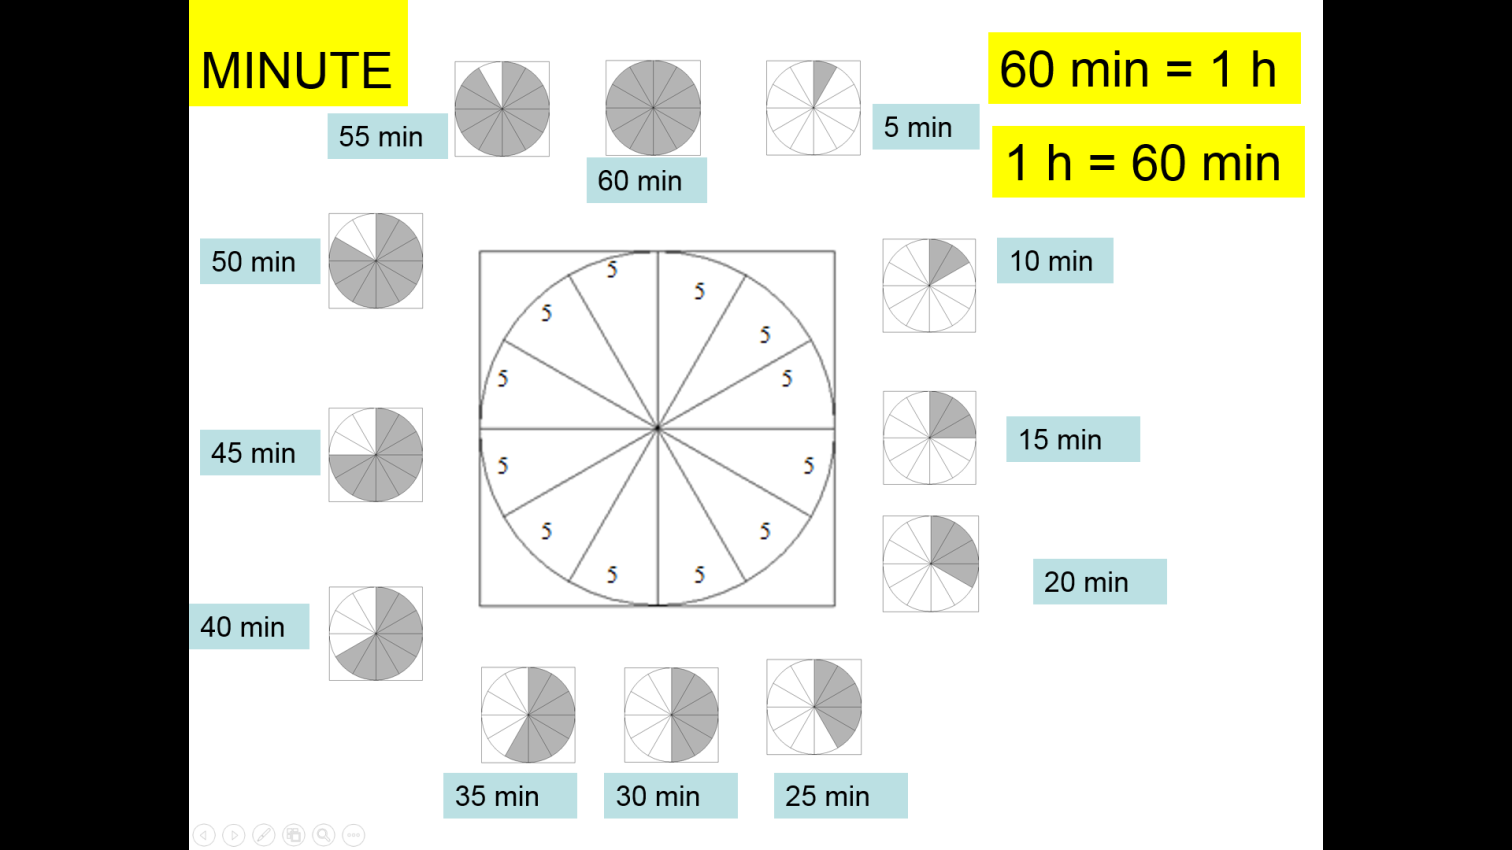 MINUTE
60 min = 1 h
1 h = 60 min
55 min
60 min
5 min
50 min
10 min
45 min
15 min
40 min
20 min
35 min
30 min
25 min
5
5
5
5
5
5
5
5
5
5
5
5